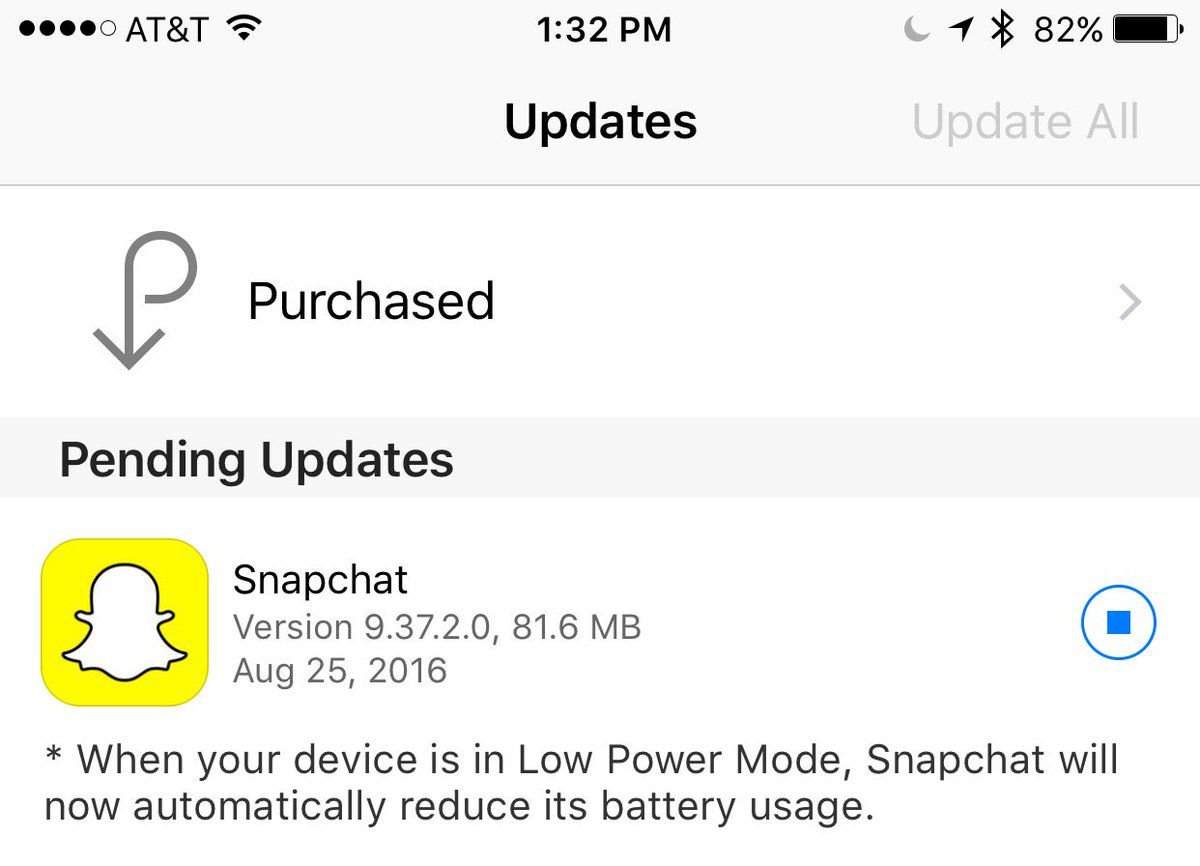 AT&T 1:32 PM 82%
Updates Update All
Purchased
Pending Updates
Snapchat
Version 9.37.2.0, 81.6 MB
Aug 25, 2016
* When your device is in Low Power Mode, Snapchat will
now automatically reduce its battery usage.